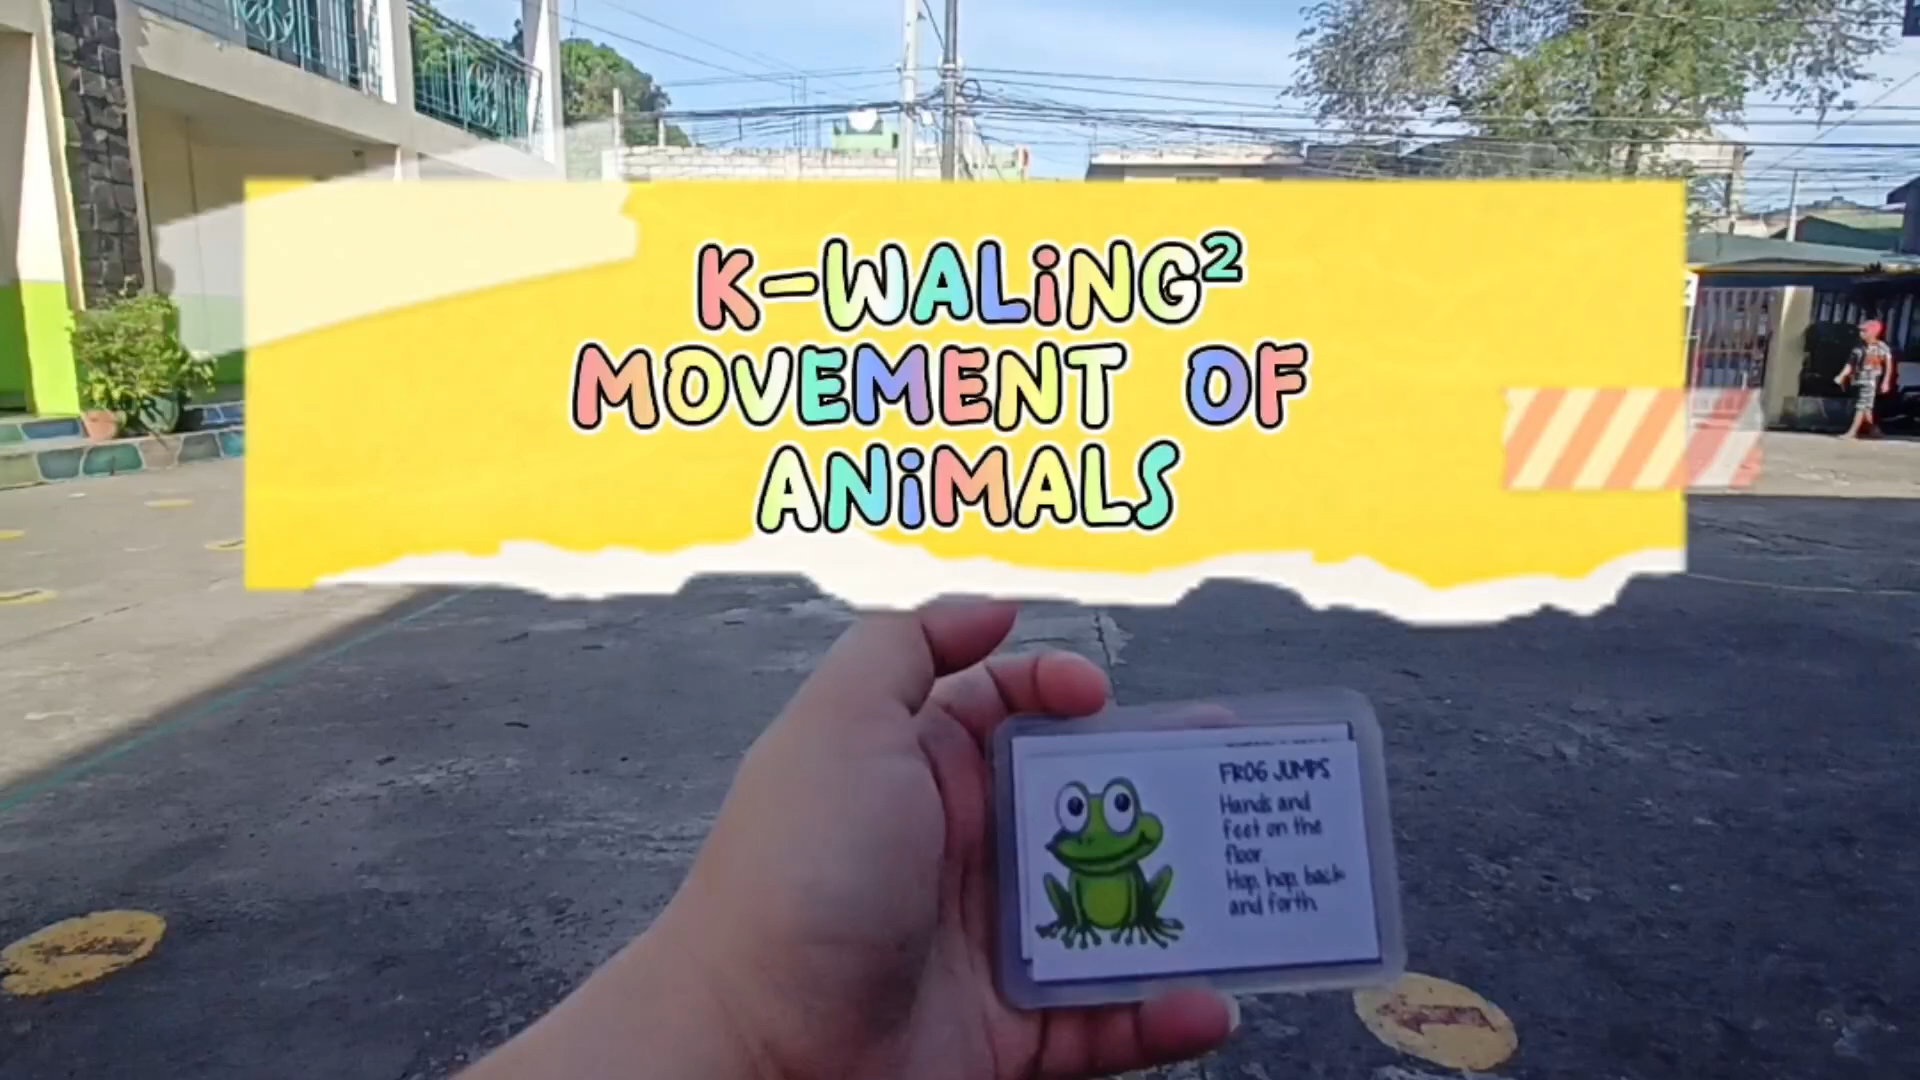 K-WALiNG²
MOVEMENT OF
ANiMALS
FROG JUMPS
Hands and
feet on the
floor.
Hop, hop, back
and forth